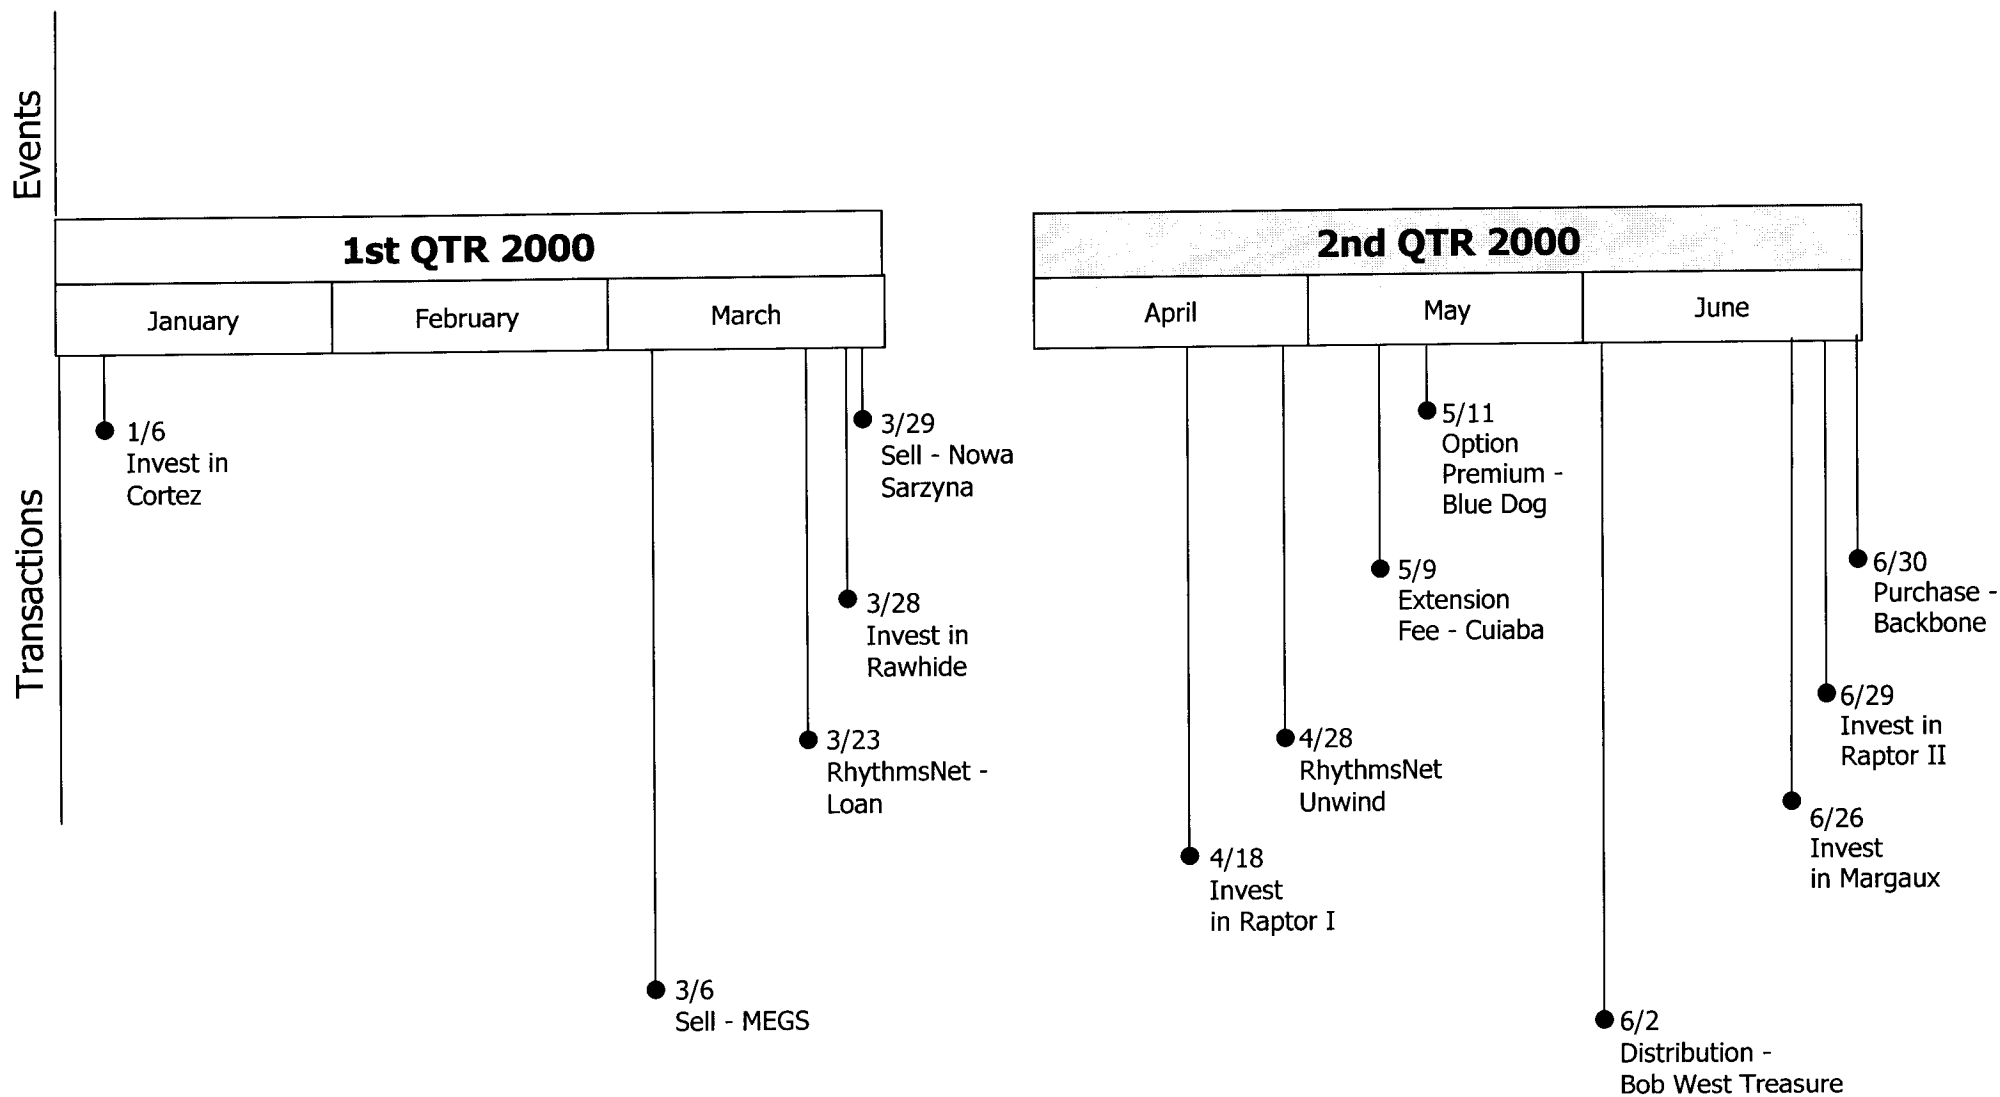 Events
1st QTR 2000
January
February
March
2nd QTR 2000
April
May
June
Transactions
1/6
Invest in
Cortez
3/6
Sell - MEGS
3/23
RhythmsNet -
Loan
3/28
Invest in
Rawhide
3/29
Sell - Nowa
Sarzyna
4/18
Invest
in Raptor I
4/28
RhythmsNet
Unwind
5/9
Extension
Fee - Cuiaba
5/11
Option
Premium -
Blue Dog
6/2
Distribution -
Bob West Treasure
6/26
Invest
in Margaux
6/29
Invest in
Raptor II
6/30
Purchase -
Backbone